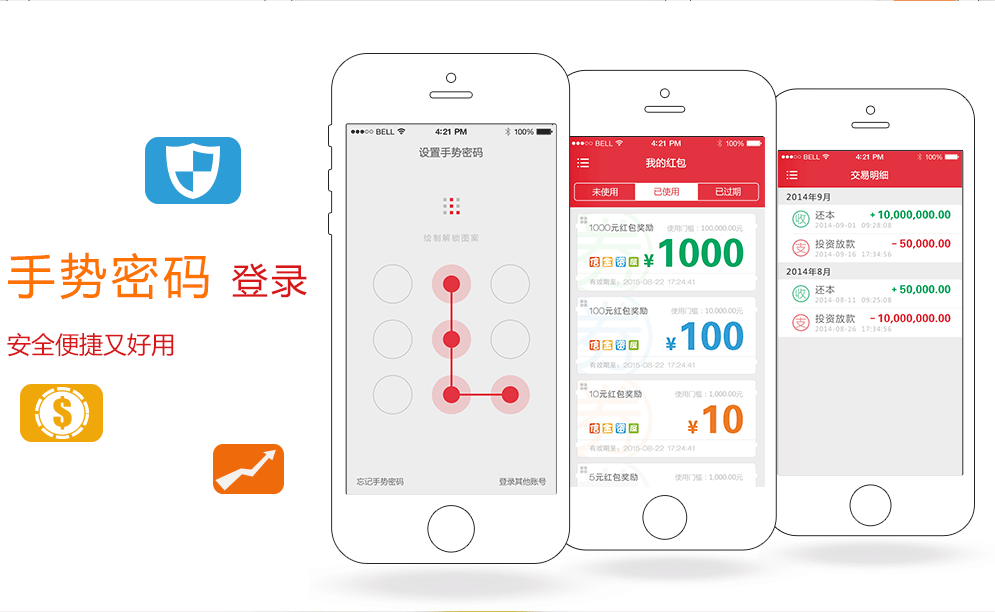 手势密码 登录
安全便捷又好用
BELL 4:21 PM 100%
设置手势密码
绘制解锁图案
忘记手势密码 登录其他账号
BELL 4:21 PM 100%
我的红包
未使用 已使用 已过期
1000元红包奖励 使用门槛：100,000.00元
¥1000
有效期至：2015-08-22 17:24:41
100元红包奖励 使用门槛：10,000.00元
¥100
有效期至：2015-08-22 17:24:41
10元红包奖励 使用门槛：1,000.00元
¥10
有效期至：2015-08-22 17:24:41
5元红包奖励 使用门槛：1,000.00元
BELL 4:21 PM 100%
交易明细
2014年9月
收 还本 +10,000,000.00
2014-09-01 09:28:08
支 投资放款 -50,000.00
2014-09-16 17:34:56
2014年8月
收 还本 +50,000.00
2014-08-11 09:25:08
支 投资放款 -10,000,000.00
2014-08-26 17:34:56